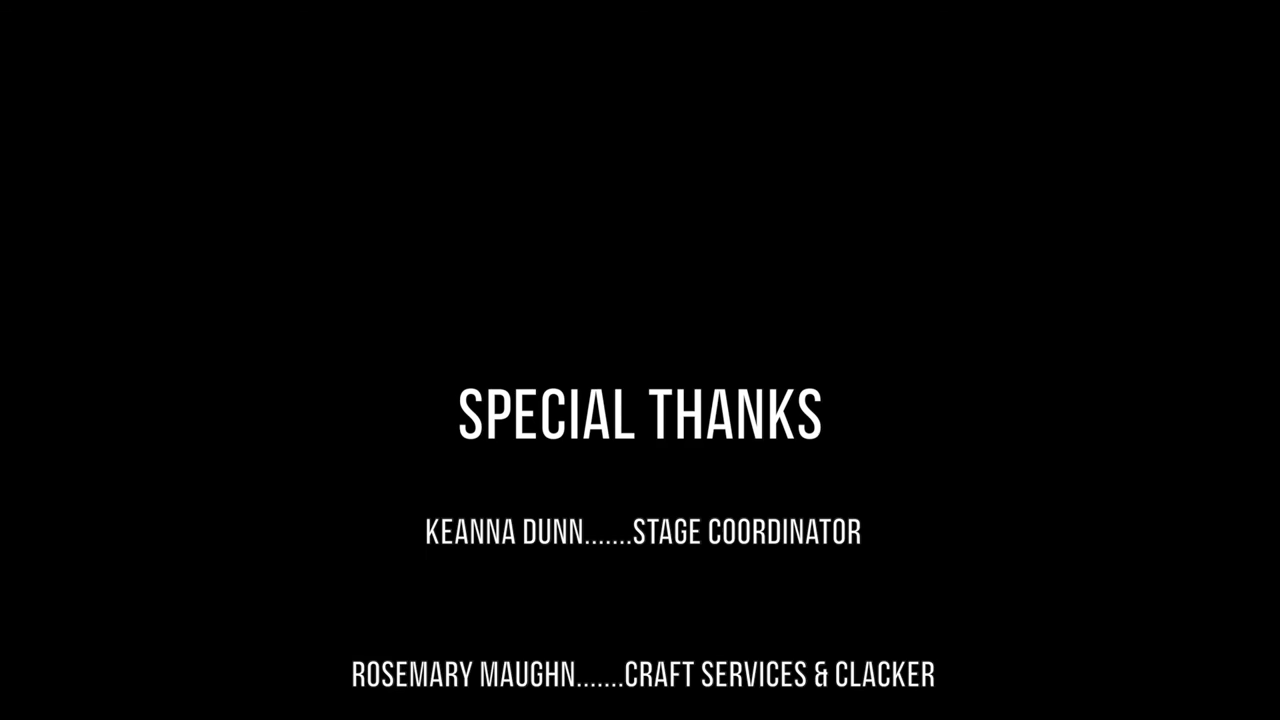 SPECIAL THANKS
KEANNA DUNN.......STAGE COORDINATOR
ROSEMARY MAUGHN.......CRAFT SERVICES & CLACKER